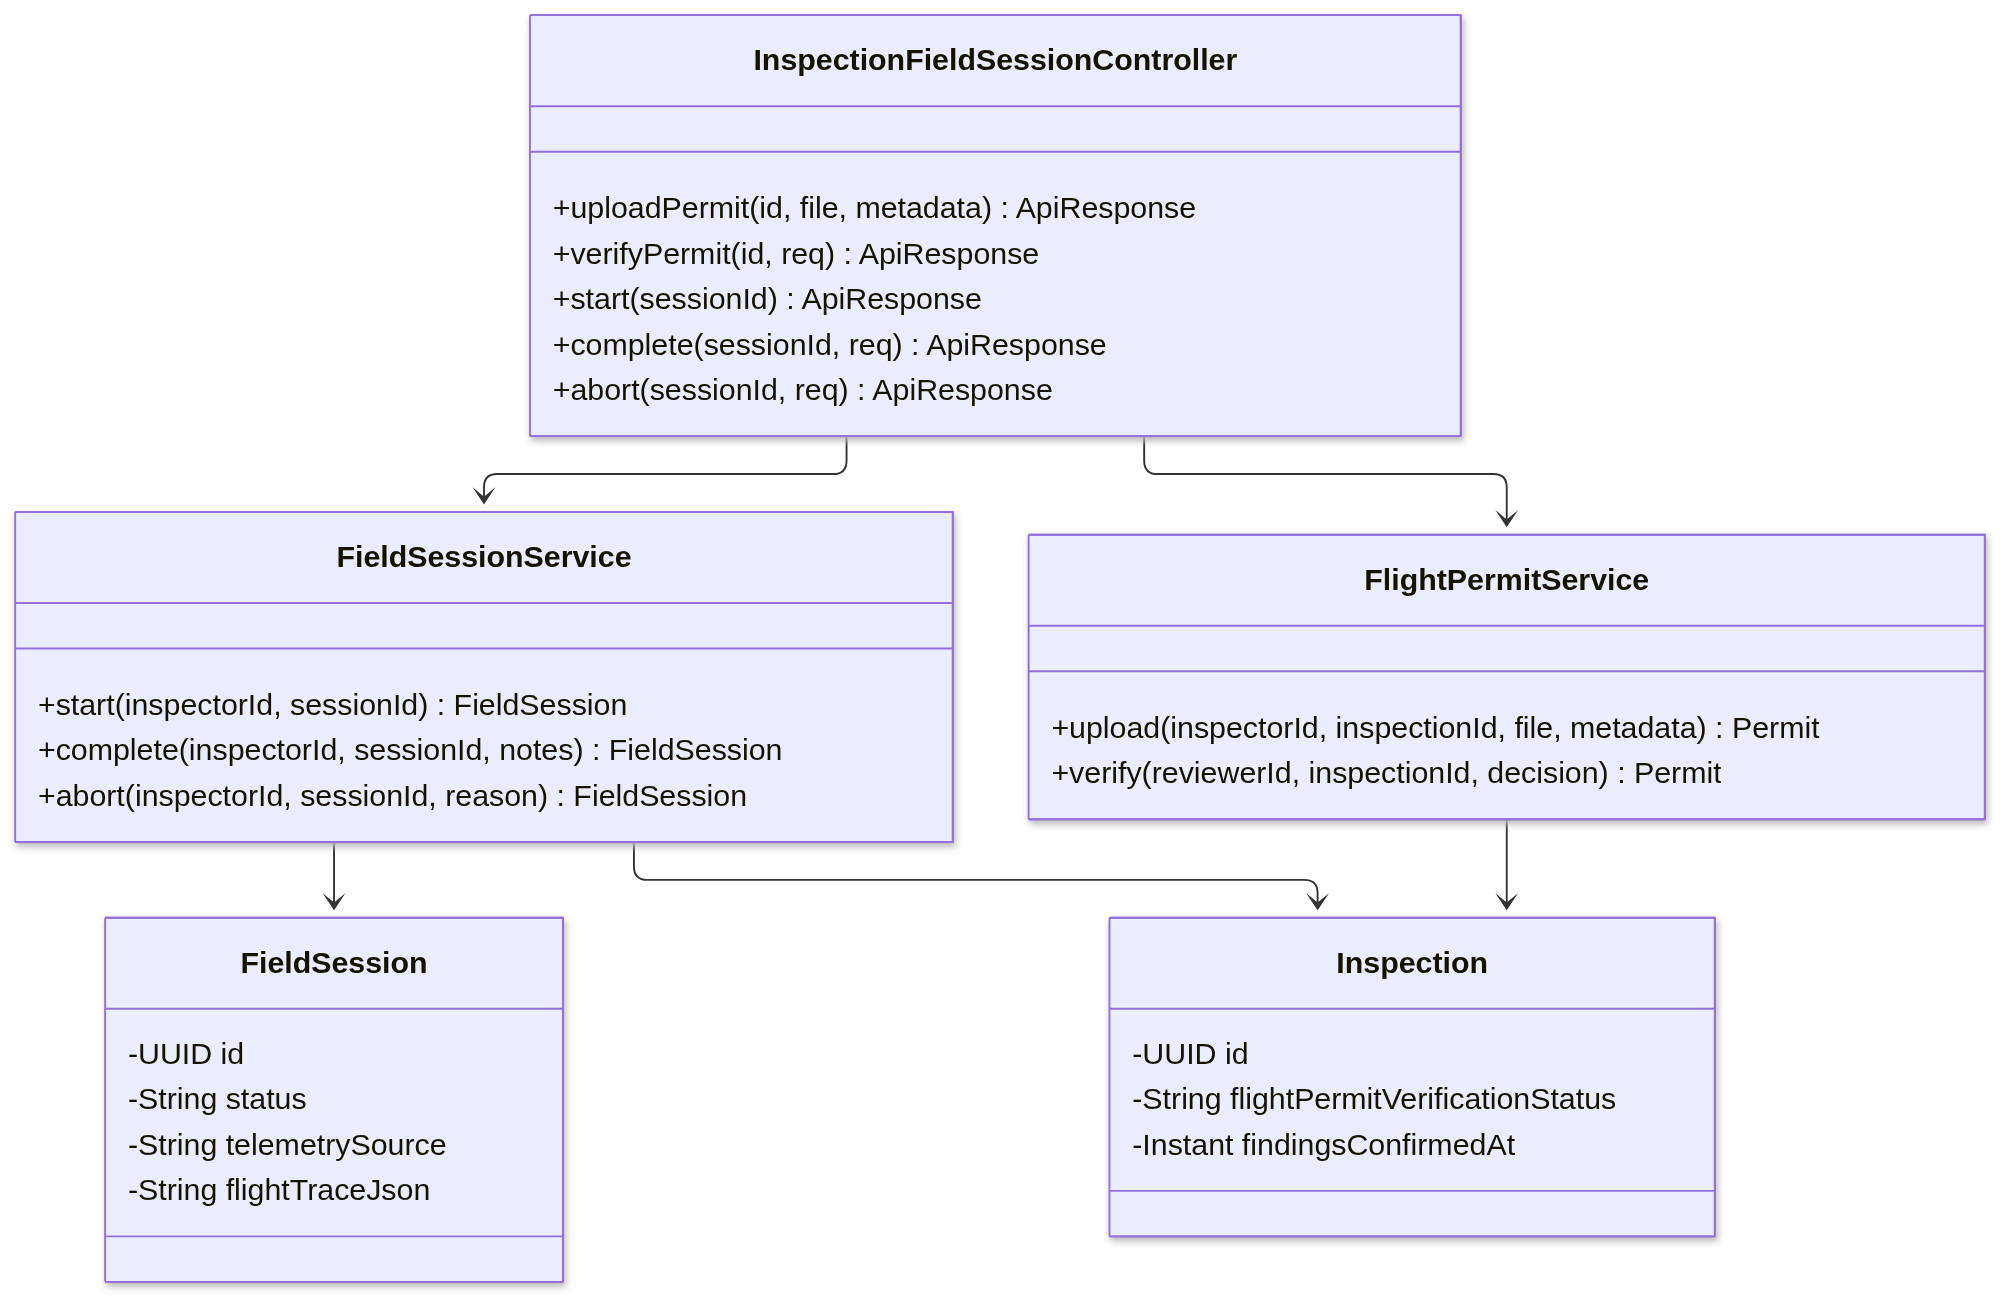 InspectionFieldSessionController
+uploadPermit(id, file, metadata) : ApiResponse
+verifyPermit(id, req) : ApiResponse
+start(sessionId) : ApiResponse
+complete(sessionId, req) : ApiResponse
+abort(sessionId, req) : ApiResponse
FieldSessionService
+start(inspectorId, sessionId) : FieldSession
+complete(inspectorId, sessionId, notes) : FieldSession
+abort(inspectorId, sessionId, reason) : FieldSession
FlightPermitService
+upload(inspectorId, inspectionId, file, metadata) : Permit
+verify(reviewerId, inspectionId, decision) : Permit
FieldSession
-UUID id
-String status
-String telemetrySource
-String flightTraceJson
Inspection
-UUID id
-String flightPermitVerificationStatus
-Instant findingsConfirmedAt